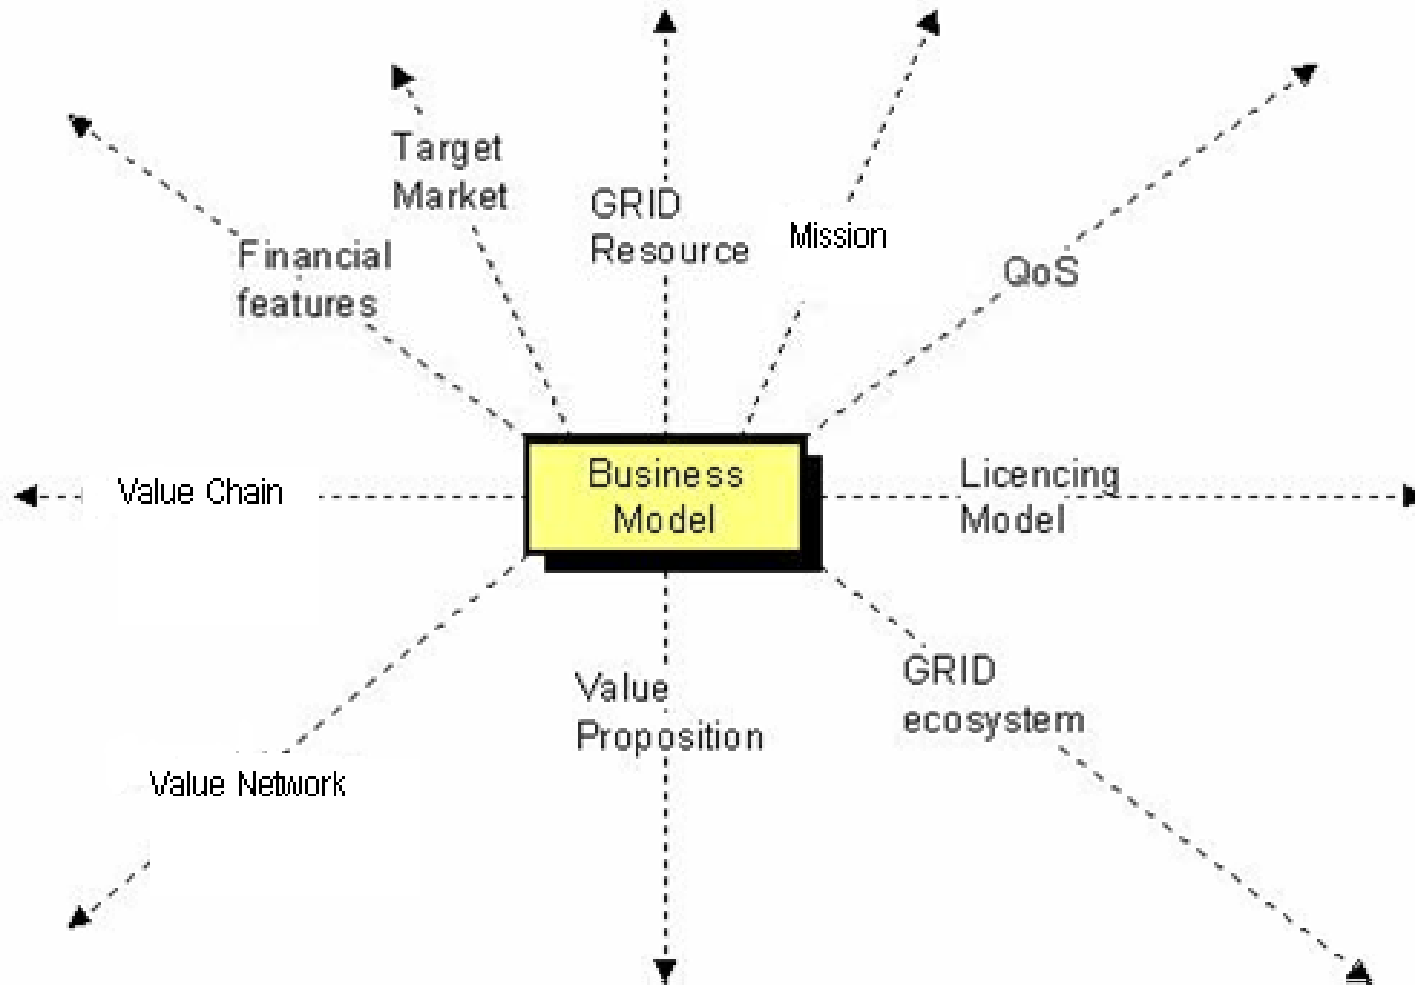 Target
Market
GRID
Resource
Mission
Financial
features
QoS
Value Chain
Business
Model
Licencing
Model
Value
Proposition
GRID
ecosystem
Value Network